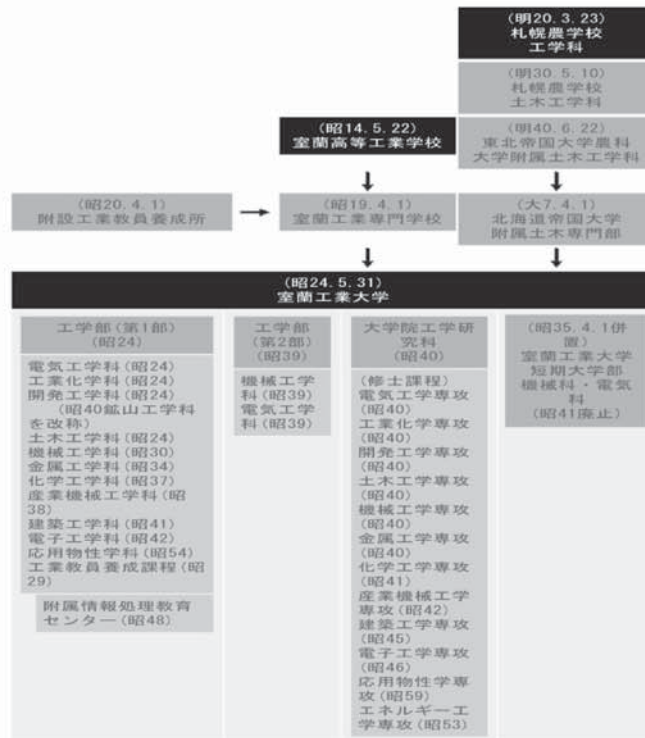 (明20.3.23)
札幌農学校
工学科
(明30.5.10)
札幌農学校
土木工学科
(昭14.5.22)
室蘭高等工業学校
(明40.6.22)
東北帝国大学農科
大学附属土木工学科
(昭20.4.1)
附設工業教員養成所
(昭19.4.1)
室蘭工業専門学校
(大7.4.1)
北海道帝国大学
附属土木専門部
(昭24.5.31)
室蘭工業大学
工学部(第1部)
(昭24)
電気工学科(昭24)
工業化学科(昭24)
開発工学科(昭24)
(昭40鉱山工学科
を改称)
土木工学科(昭24)
機械工学科(昭30)
金属工学科(昭34)
化学工学科(昭37)
産業機械工学科(昭
38)
建築工学科(昭41)
電子工学科(昭42)
応用物性学科(昭54)
工業教員養成課程(昭
29)
附属情報処理教育
センター(昭48)
工学部
(第2部)
(昭39)
機械工学
科(昭39)
電気工学
科(昭39)
大学院工学研
究科
(昭40)
(修士課程)
電気工学専攻
(昭40)
工業化学専攻
(昭40)
開発工学専攻
(昭40)
土木工学専攻
(昭40)
機械工学専攻
(昭40)
金属工学専攻
(昭40)
化学工学専攻
(昭41)
産業機械工学
専攻(昭42)
建築工学専攻
(昭45)
電子工学専攻
(昭46)
応用物性学専
攻(昭59)
エネルギー工
学専攻(昭53)
(昭35.4.1併
置)
室蘭工業大学
短期大学部
機械科・電気
科
(昭41廃止)